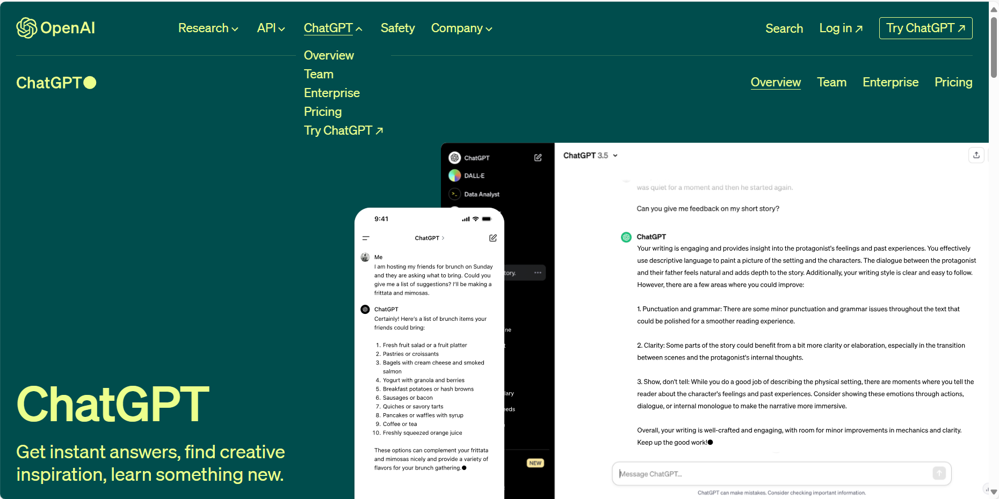 OpenAI
Research
API
ChatGPT
Safety
Company
Search
Log in
Try ChatGPT
Overview
Team
Enterprise
Pricing
Try ChatGPT
ChatGPT
Overview
Team
Enterprise
Pricing
ChatGPT
DALL·E
Data Analyst
tory.
ne
t
lary
eeds
NEW
ChatGPT 3.5
was quiet for a moment and then he started again.
Can you give me feedback on my short story?
ChatGPT
Your writing is engaging and provides insight into the protagonist's feelings and past experiences. You effectively
use descriptive language to paint a picture of the setting and the characters. The dialogue between the protagonist
and their father feels natural and adds depth to the story. Additionally, your writing style is clear and easy to follow.
However, there are a few areas where you could improve:
1. Punctuation and grammar: There are some minor punctuation and grammar issues throughout the text that
could be polished for a smoother reading experience.
2. Clarity: Some parts of the story could benefit from a bit more clarity or elaboration, especially in the transition
between scenes and the protagonist's internal thoughts.
3. Show, don't tell: While you do a good job of describing the physical setting, there are moments where you tell the
reader about the character's feelings and past experiences. Consider showing these emotions through actions,
dialogue, or internal monologue to make the narrative more immersive.
Overall, your writing is well-crafted and engaging, with room for minor improvements in mechanics and clarity.
Keep up the good work!
Message ChatGPT...
ChatGPT can make mistakes. Consider checking important information.
9:41
ChatGPT
Me
I am hosting my friends for brunch on Sunday
and they are asking what to bring. Could you
give me a list of suggestions? I'll be making a
frittata and mimosas.
ChatGPT
Certainly! Here's a list of brunch items your
friends could bring:
1. Fresh fruit salad or a fruit platter
2. Pastries or croissants
3. Bagels with cream cheese and smoked
salmon
4. Yogurt with granola and berries
5. Breakfast potatoes or hash browns
6. Sausages or bacon
7. Quiches or savory tarts
8. Pancakes or waffles with syrup
9. Coffee or tea
10. Freshly squeezed orange juice
These options can complement your frittata
and mimosas nicely and provide a variety of
flavors for your brunch gathering.
ChatGPT
Get instant answers, find creative
inspiration, learn something new.